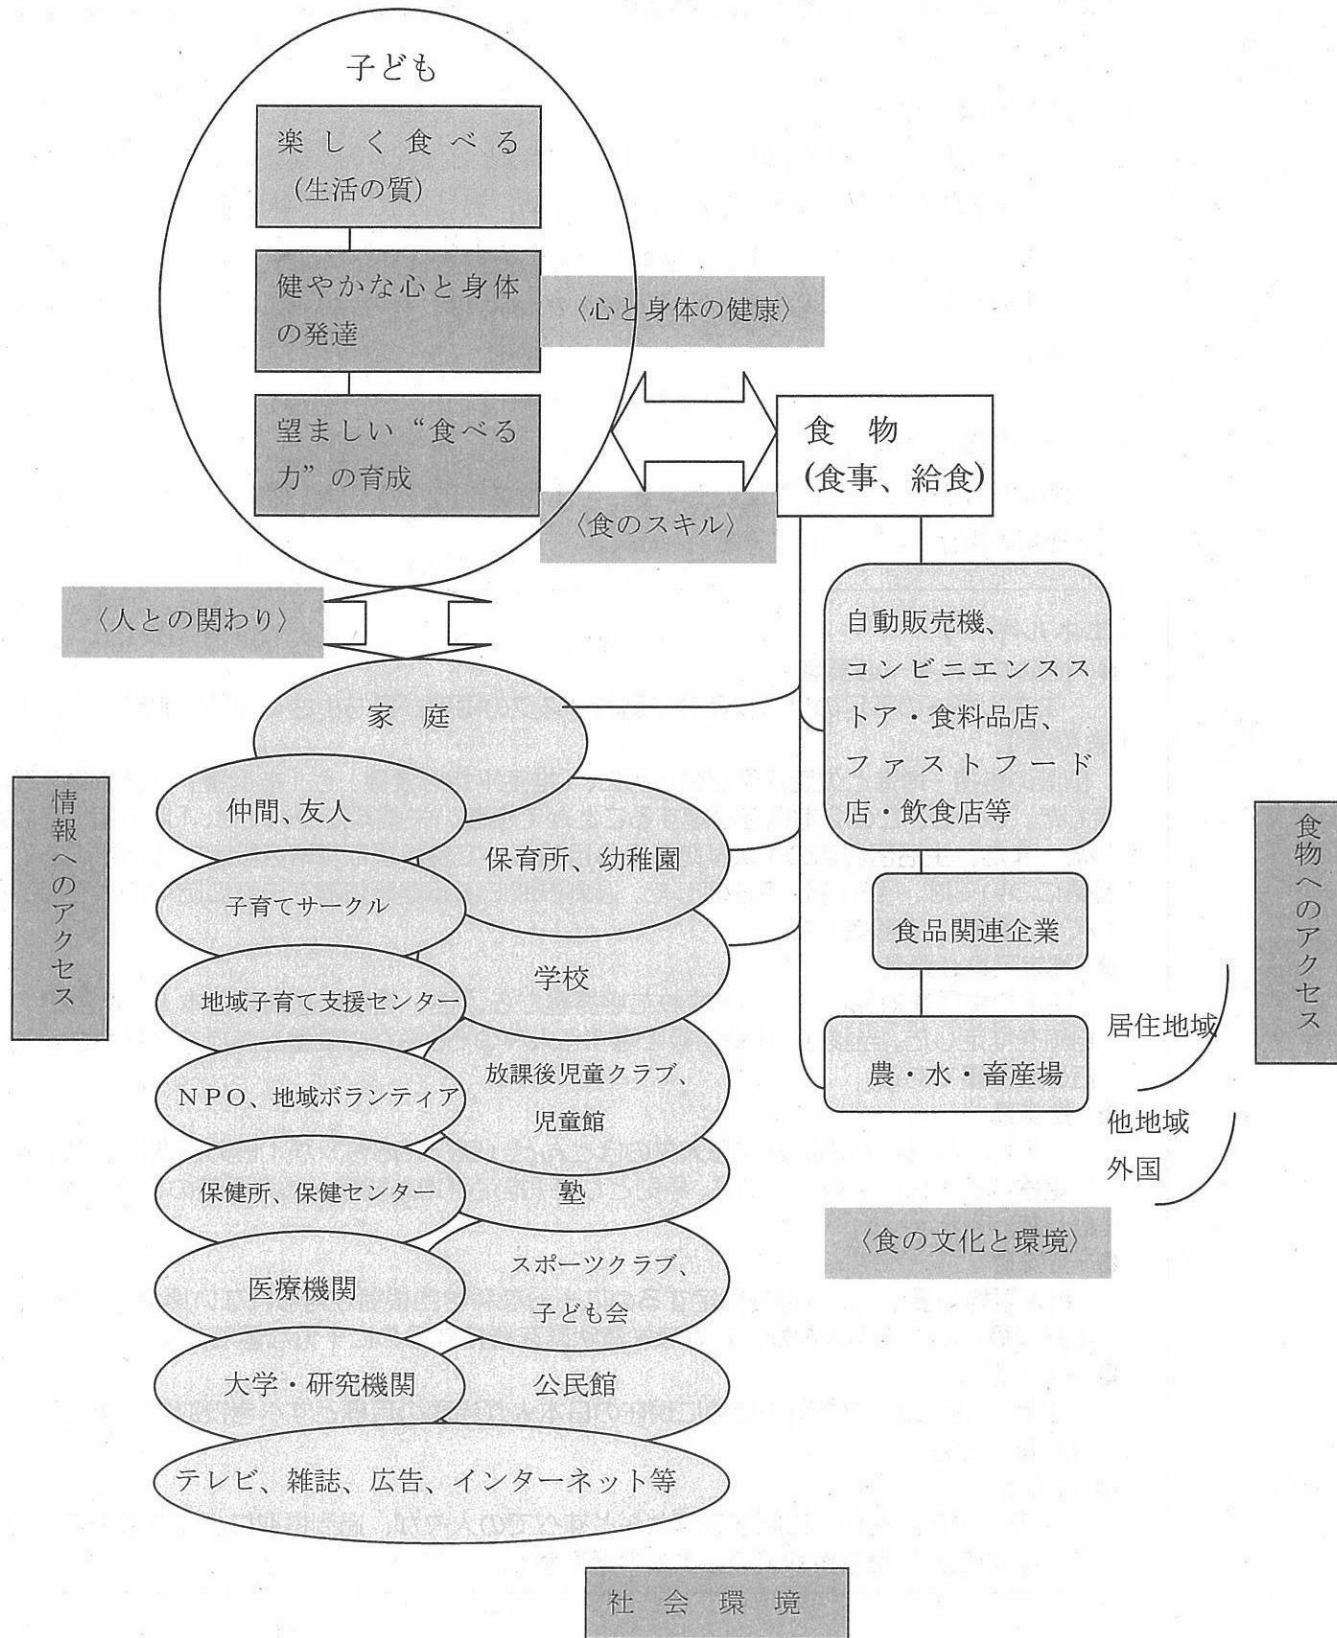 子ども
楽しく食べる
(生活の質)
健やかな心と身体
の発達
〈心と身体の健康〉
望ましい“食べる
力”の育成
食 物
(食事、給食)
〈食のスキル〉
〈人との関わり〉
自動販売機、
コンビニエンスス
トア・食料品店、
ファストフード
店・飲食店等
家 庭
情報へのアクセス
仲間、友人
保育所、幼稚園
食物へのアクセス
子育てサークル
食品関連企業
学校
地域子育て支援センター
居住地域
農・水・畜産場
放課後児童クラブ、
児童館
NPO、地域ボランティア
他地域
外国
保健所、保健センター
塾
〈食の文化と環境〉
医療機関
スポーツクラブ、
子ども会
大学・研究機関
公民館
テレビ、雑誌、広告、インターネット等
社 会 環 境